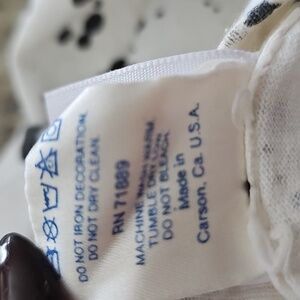 DO NOT IRON DECORATION.
DO NOT DRY CLEAN.
RN 71889
MACHINE WASH WARM
TUMBLE DRY WARM
DO NOT BLEACH
Made in
Carson, Ca. U.S.A.